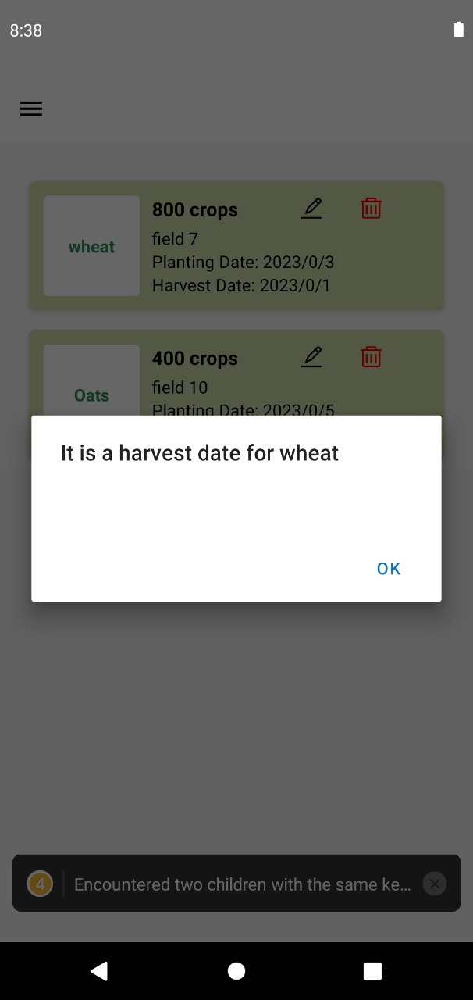 8:38
800 crops
wheat
field 7
Planting Date: 2023/0/3
Harvest Date: 2023/0/1
400 crops
Oats
field 10
Planting Date: 2023/0/5
It is a harvest date for wheat
OK
4
Encountered two children with the same ke...